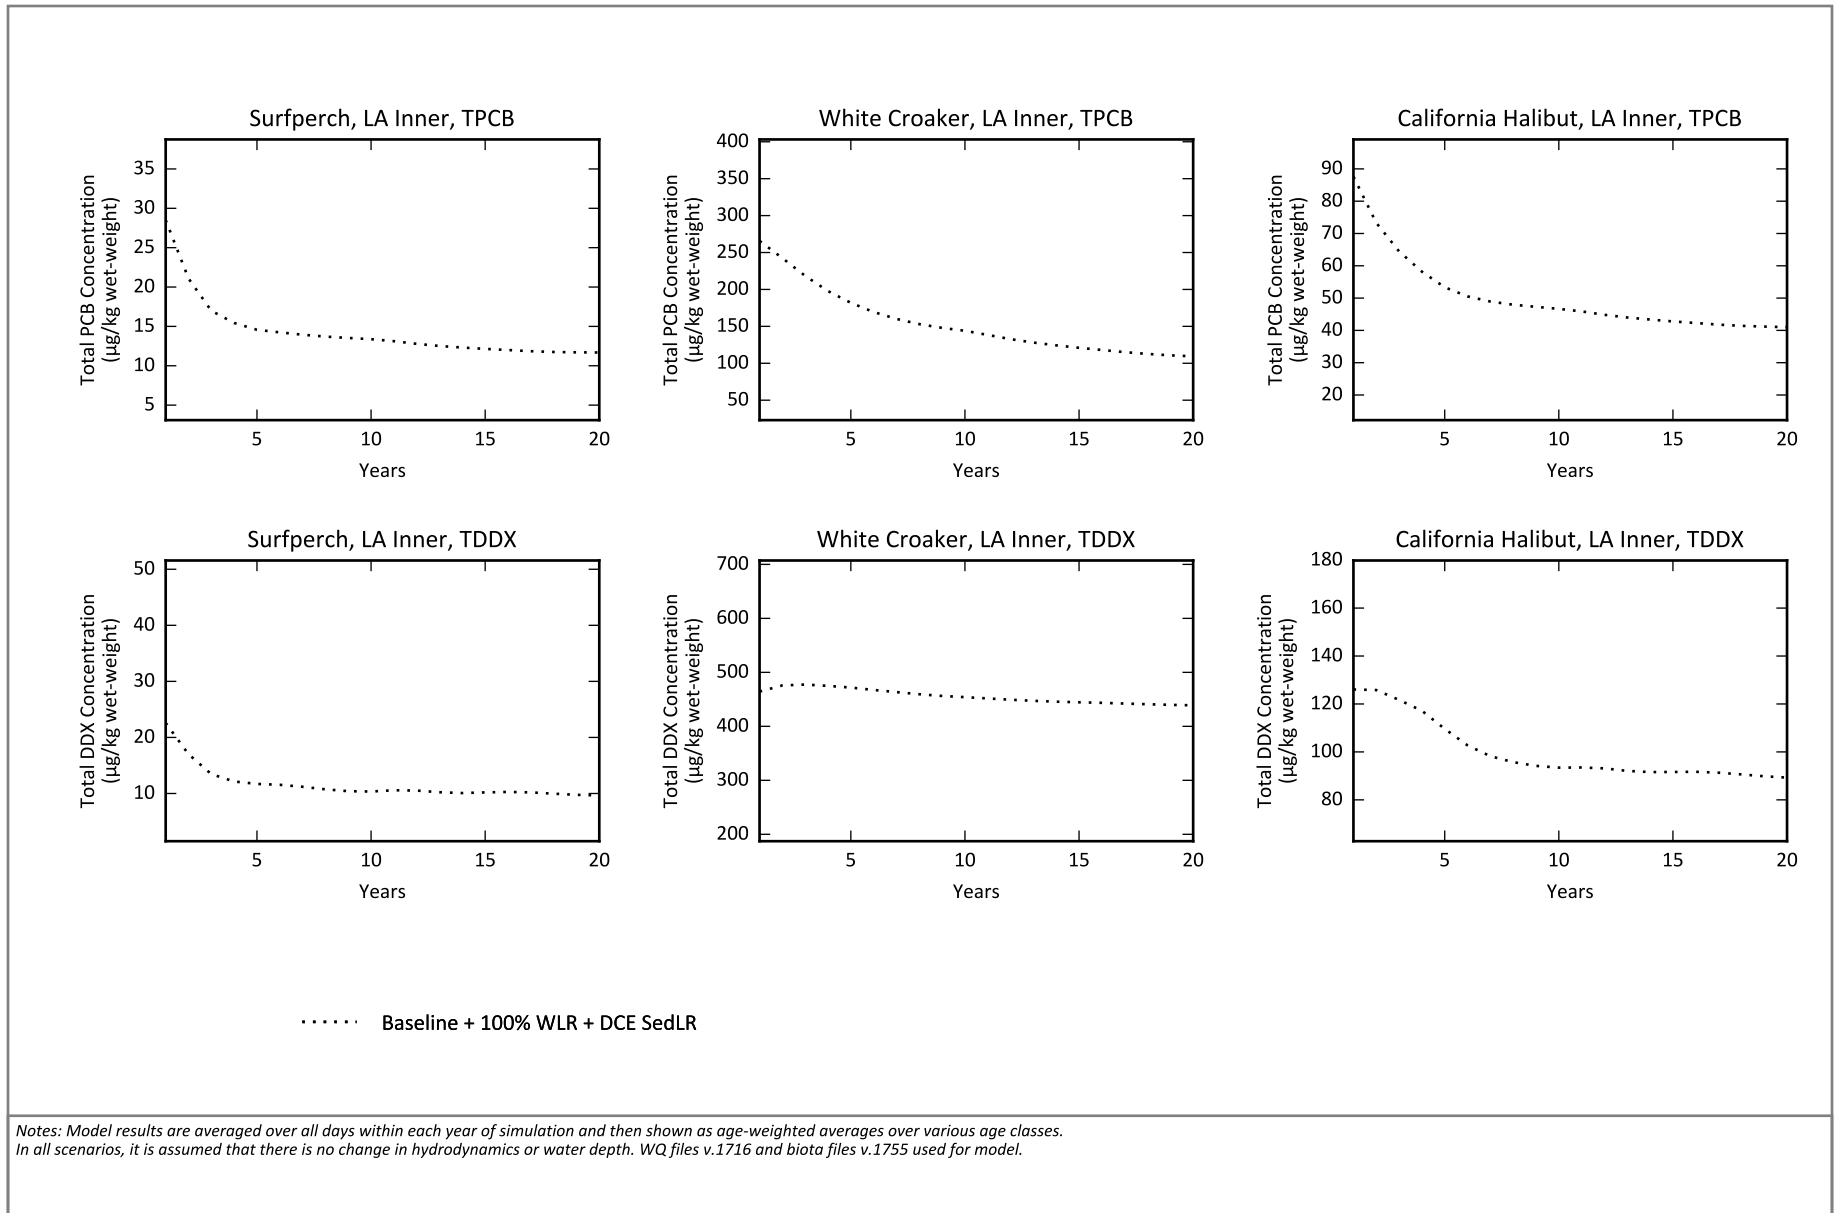 Surfperch, LA Inner, TPCB
Total PCB Concentration
(µg/kg wet-weight)
35
30
25
20
15
10
5
5 10 15 20
Years
White Croaker, LA Inner, TPCB
Total PCB Concentration
(µg/kg wet-weight)
400
350
300
250
200
150
100
50
5 10 15 20
Years
California Halibut, LA Inner, TPCB
Total PCB Concentration
(µg/kg wet-weight)
90
80
70
60
50
40
30
20
5 10 15 20
Years
Surfperch, LA Inner, TDDX
Total DDX Concentration
(µg/kg wet-weight)
50
40
30
20
10
5 10 15 20
Years
White Croaker, LA Inner, TDDX
Total DDX Concentration
(µg/kg wet-weight)
700
600
500
400
300
200
5 10 15 20
Years
California Halibut, LA Inner, TDDX
Total DDX Concentration
(µg/kg wet-weight)
180
160
140
120
100
80
5 10 15 20
Years
Baseline + 100% WLR + DCE SedLR
Notes: Model results are averaged over all days within each year of simulation and then shown as age-weighted averages over various age classes.
In all scenarios, it is assumed that there is no change in hydrodynamics or water depth. WQ files v.1716 and biota files v.1755 used for model.